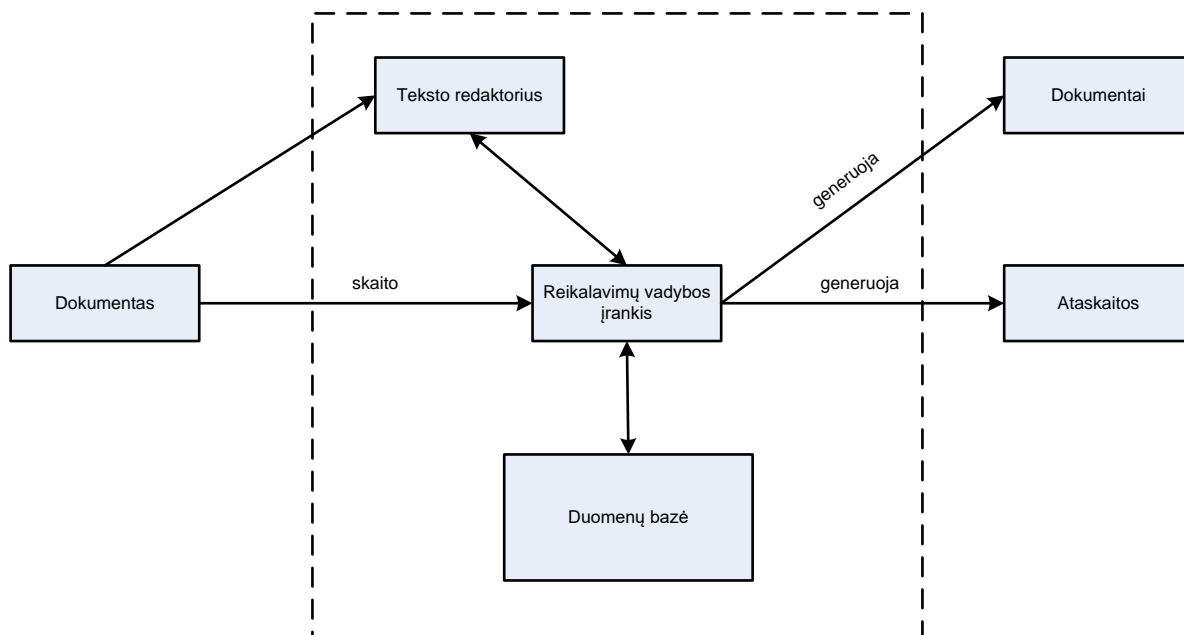 Teksto redaktorius
Dokumentai
generuoja
Dokumentas
skaito
Reikalavimų vadybos
įrankis
generuoja
Ataskaitos
Duomenų bazė